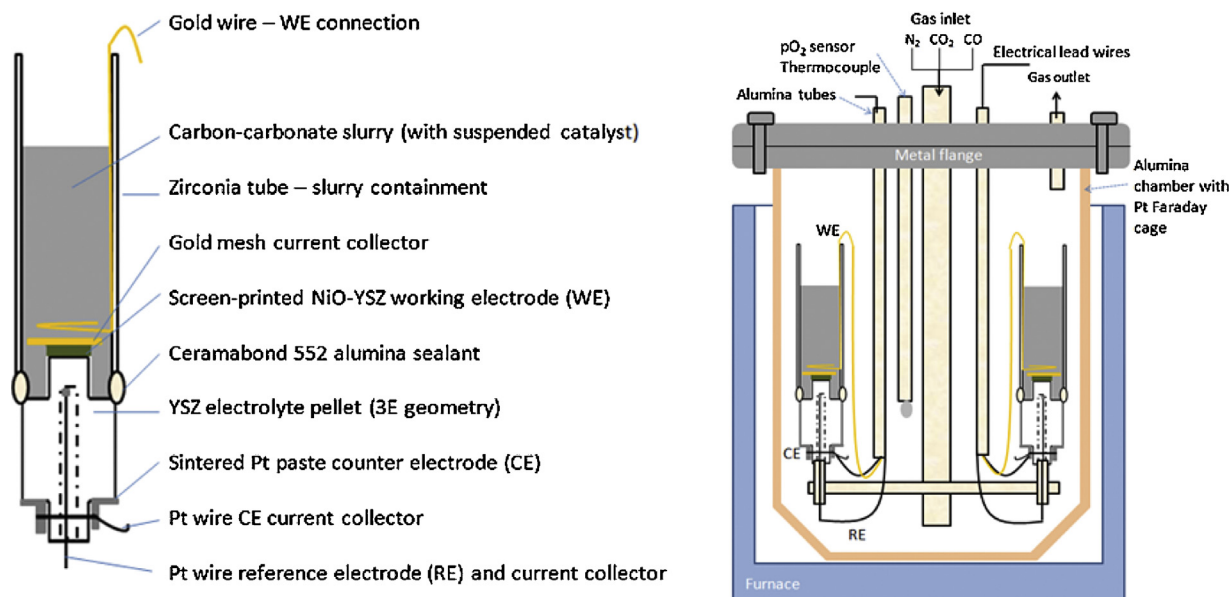 Gold wire – WE connection
Carbon-carbonate slurry (with suspended catalyst)
Zirconia tube – slurry containment
Gold mesh current collector
Screen-printed NiO-YSZ working electrode (WE)
Ceramabond 552 alumina sealant
YSZ electrolyte pellet (3E geometry)
Sintered Pt paste counter electrode (CE)
Pt wire CE current collector
Pt wire reference electrode (RE) and current collector
Gas inlet
N₂ CO₂ CO
pO₂ sensor
Thermocouple
Electrical lead wires
Alumina tubes
Gas outlet
Metal flange
Alumina
chamber with
Pt Faraday
cage
WE
CE
RE
Furnace